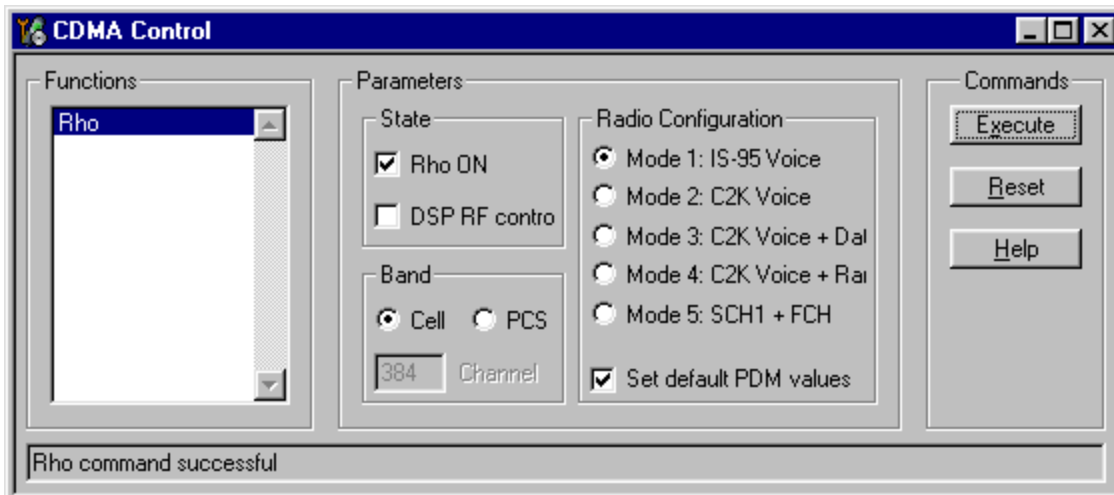 CDMA Control
Functions
Rho
Parameters
State
Rho ON
DSP RF contro
Band
Cell
PCS
384
Channel
Radio Configuration
Mode 1: IS-95 Voice
Mode 2: C2K Voice
Mode 3: C2K Voice + Dat
Mode 4: C2K Voice + Rar
Mode 5: SCH1 + FCH
Set default PDM values
Commands
Execute
Reset
Help
Rho command successful